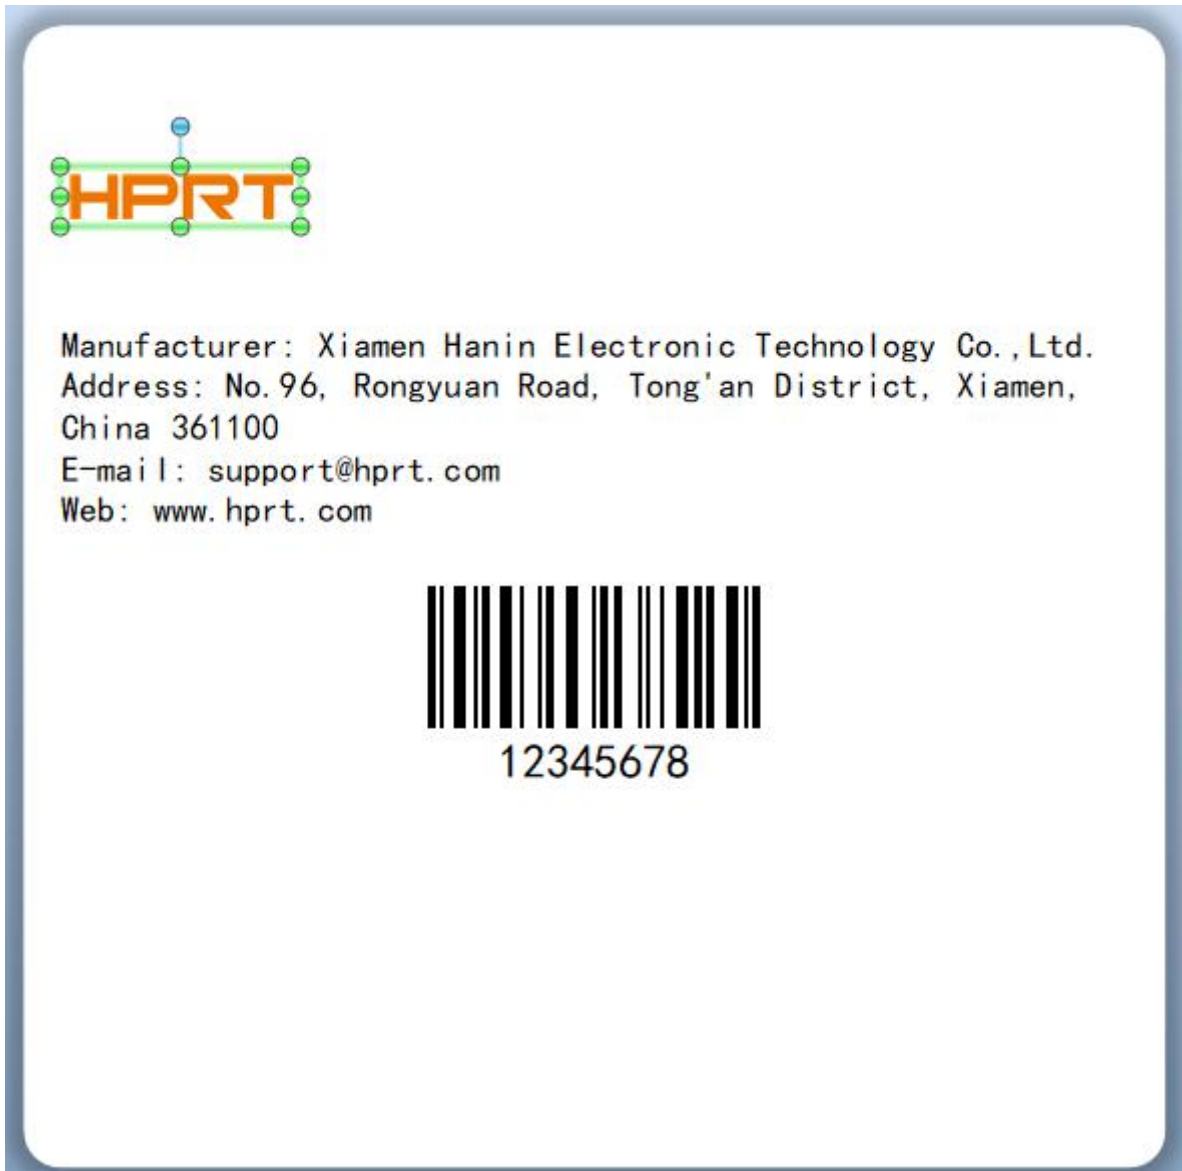 HPRT
Manufacturer: Xiamen Hanin Electronic Technology Co.,Ltd.
Address: No.96, Rongyuan Road, Tong'an District, Xiamen,
China 361100
E-mail: support@hprt.com
Web: www.hprt.com
12345678